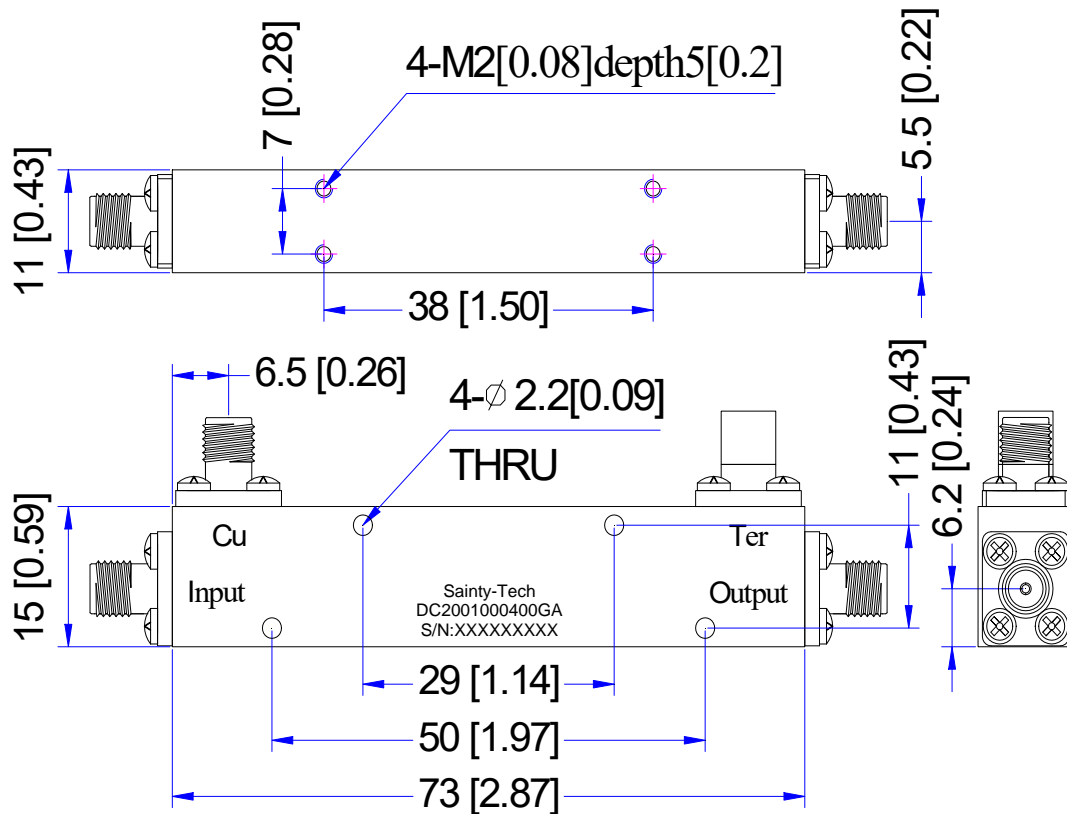 4-M2[0.08]depth5[0.2]
7 [0.28]
5.5 [0.22]
11 [0.43]
38 [1.50]
6.5 [0.26]
4-⌀ 2.2[0.09]
THRU
11 [0.43]
6.2 [0.24]
15 [0.59]
Cu
Ter
Input
Output
Sainty-Tech
DC2001000400GA
S/N:XXXXXXXXX
29 [1.14]
50 [1.97]
73 [2.87]